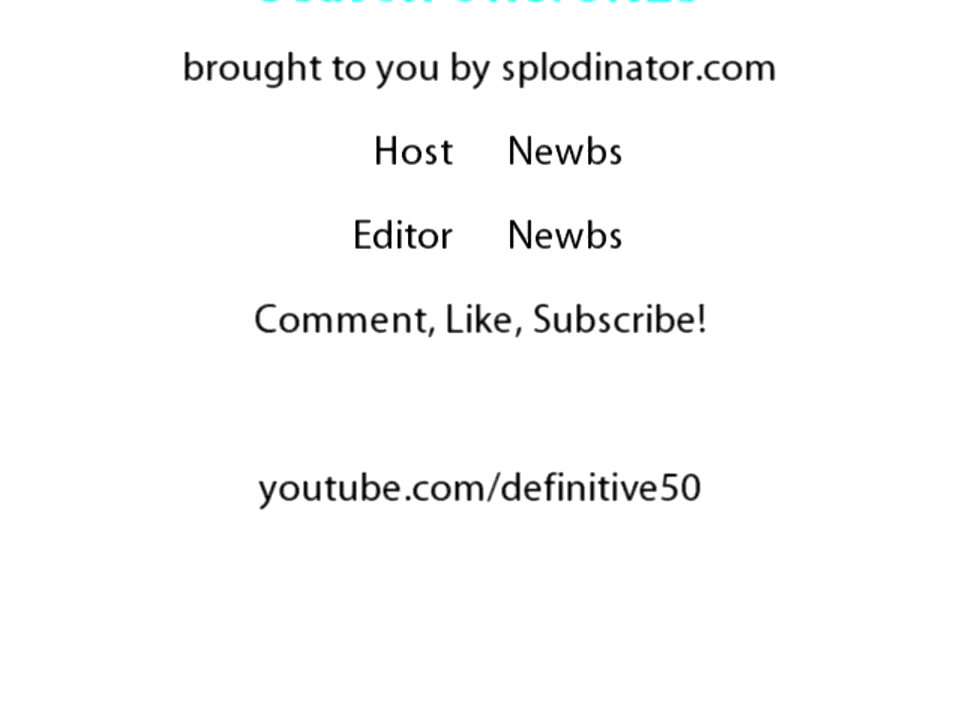 brought to you by splodinator.com
Host Newbs
Editor Newbs
Comment, Like, Subscribe!
youtube.com/definitive50